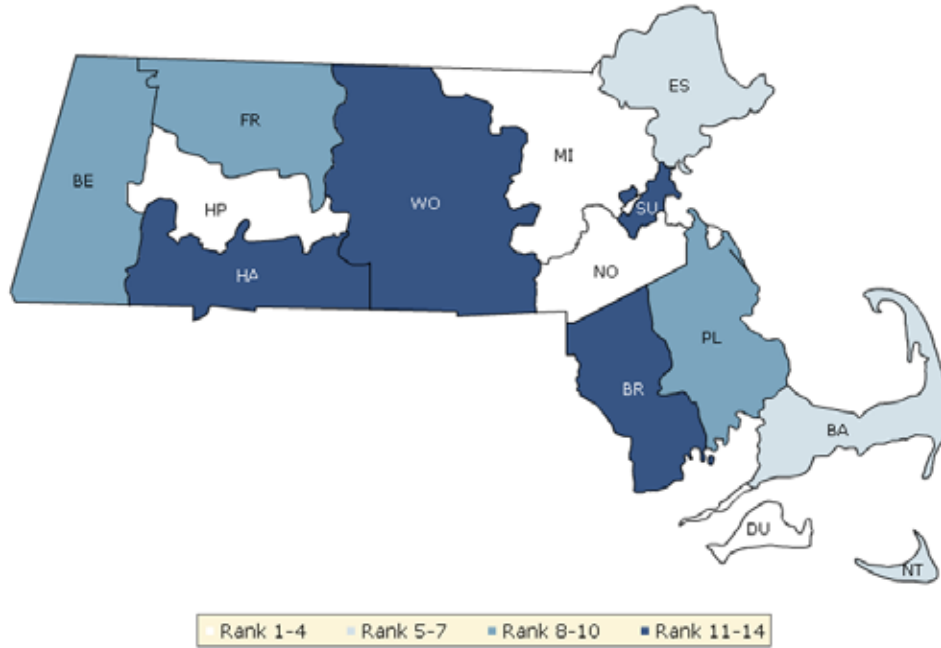 ES
FR
MI
BE
HP
SU
WO
HA
NO
PL
BR
BA
DU
NT
Rank 1-4 Rank 5-7 Rank 8-10 Rank 11-14